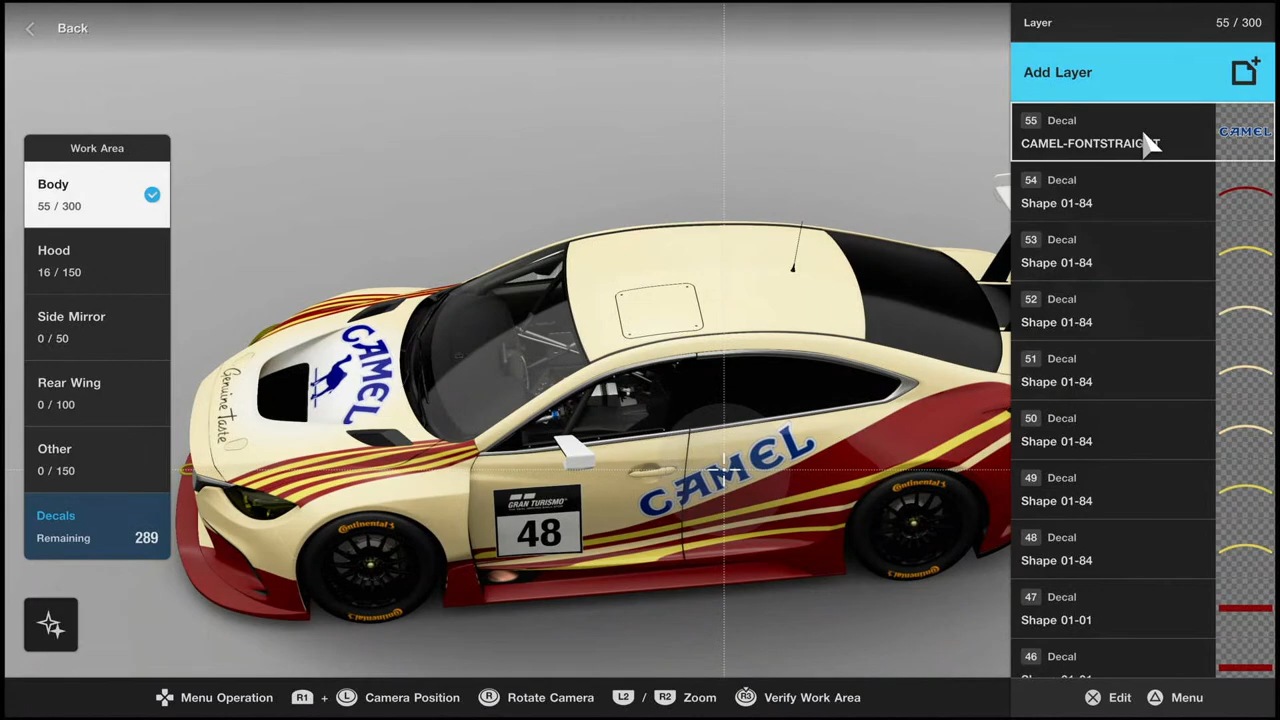 Back
Layer 55 / 300
Add Layer
Work Area
Body
55 / 300
Hood
16 / 150
Side Mirror
0 / 50
Rear Wing
0 / 100
Other
0 / 150
Decals
Remaining 289
55 Decal
CAMEL
54 Decal
Shape 01-84
53 Decal
Shape 01-84
52 Decal
Shape 01-84
51 Decal
Shape 01-84
50 Decal
Shape 01-84
49 Decal
Shape 01-84
48 Decal
Shape 01-84
47 Decal
Shape 01-01
46 Decal
CAMEL
Genuine Taste
CAMEL
GRAN TURISMO
48
Continental
Continental
Continental
Continental
Menu Operation R1 + L Camera Position R Rotate Camera L2 / R2 Zoom R3 Verify Work Area
Edit Menu